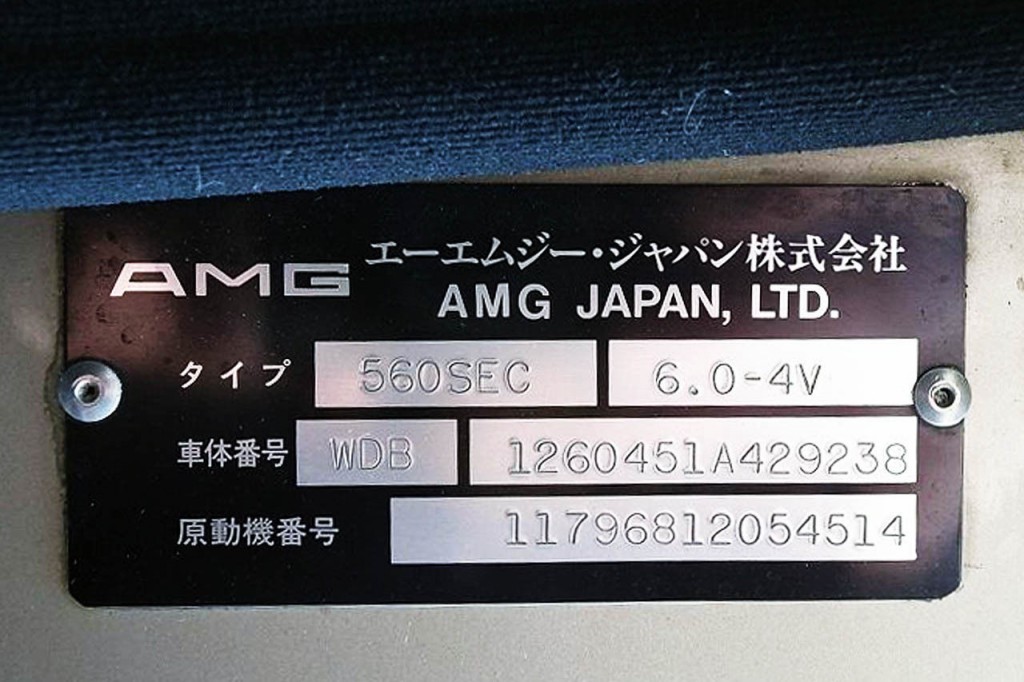 AMG エーエムジー・ジャパン株式会社
AMG JAPAN, LTD.
タイプ 560SEC 6.0-4V
車体番号 WDB 1260451A429238
原動機番号 11796812054514